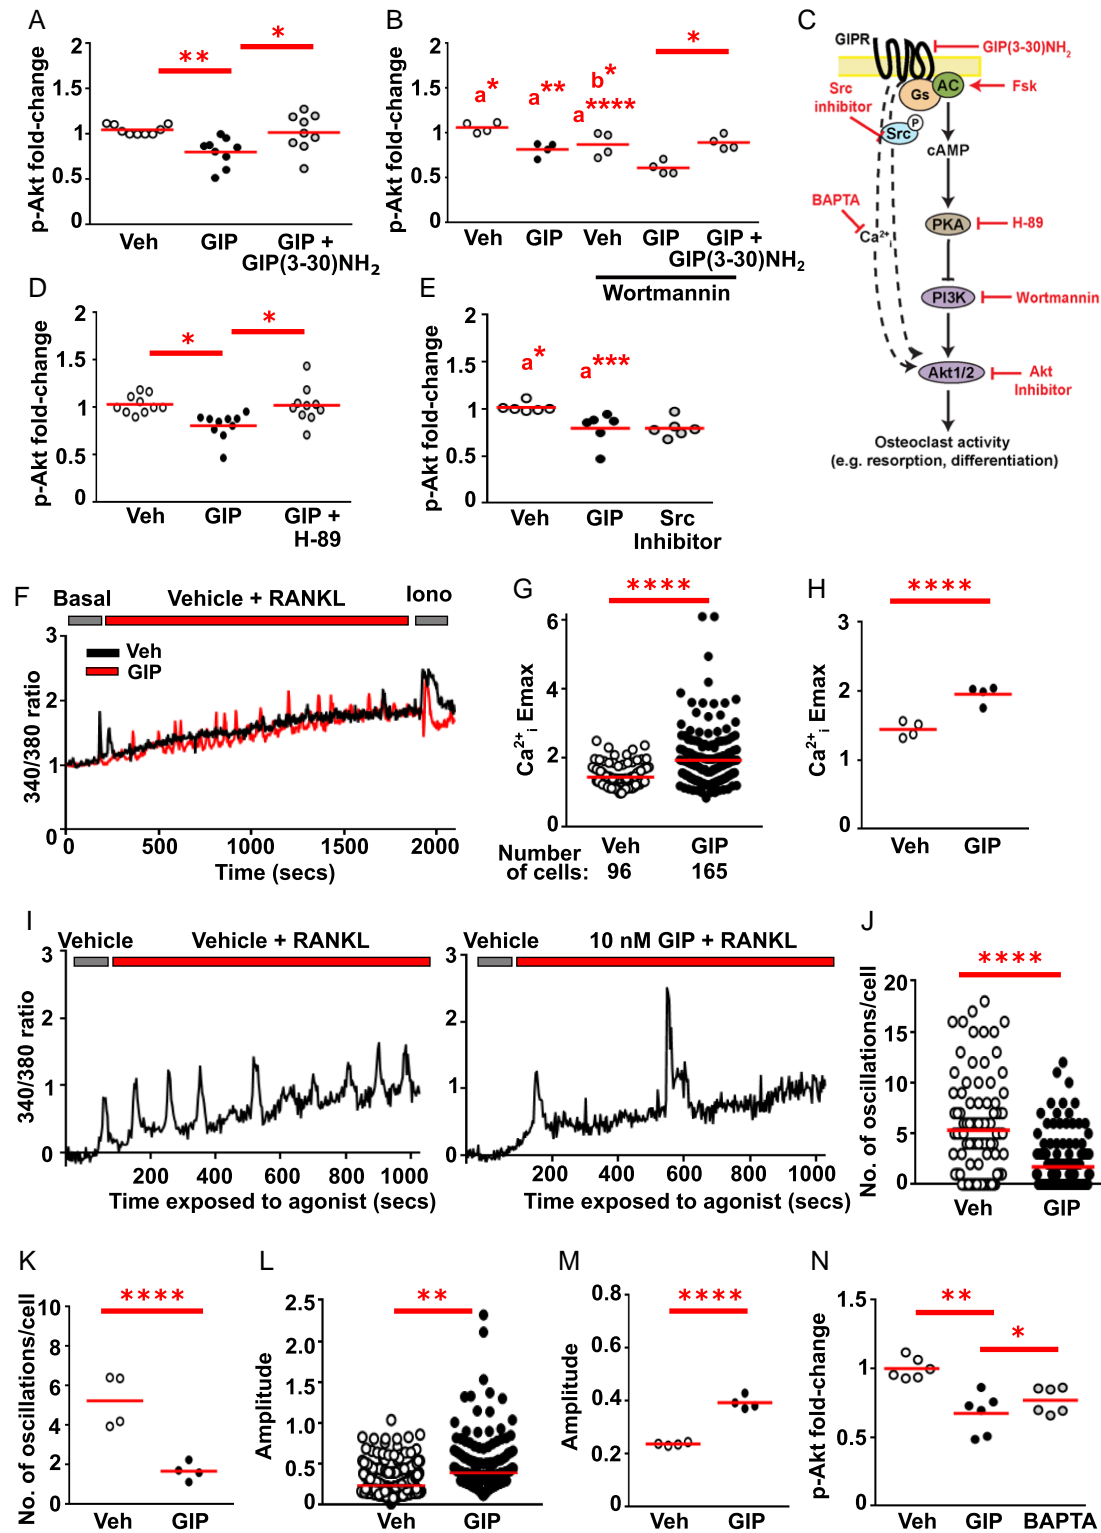 A
p-Akt fold-change
2
1.5
1
0.5
0
**
*
Veh GIP GIP +
GIP(3-30)NH2
B
p-Akt fold-change
2
1.5
1
0.5
0
a*
a**
b*
a****
*
Veh GIP Veh GIP GIP +
GIP(3-30)NH2
Wortmannin
C
GIPR
GIP(3-30)NH2
Gs
AC
Fsk
Src
inhibitor
P
Src
cAMP
BAPTA
Ca2+i
PKA
H-89
PI3K
Wortmannin
Akt1/2
Akt
Inhibitor
Osteoclast activity
(e.g. resorption, differentiation)
D
p-Akt fold-change
2
1.5
1
0.5
0
*
*
Veh GIP GIP +
H-89
E
p-Akt fold-change
2
1.5
1
0.5
0
a*
a***
Veh GIP Src
Inhibitor
F
Basal Vehicle + RANKL Iono
Veh
GIP
340/380 ratio
3
2
1
0
0 500 1000 1500 2000
Time (secs)
G
****
Ca2+i Emax
6
4
2
0
Veh GIP
Number
of cells: 96 165
H
****
Ca2+i Emax
3
2
1
0
Veh GIP
I
Vehicle Vehicle + RANKL
340/380 ratio
3
2
1
0
200 400 600 800 1000
Time exposed to agonist (secs)
Vehicle 10 nM GIP + RANKL
3
2
1
0
200 400 600 800 1000
Time exposed to agonist (secs)
J
****
No. of oscillations/cell
20
15
10
5
0
Veh GIP
K
****
No. of oscillations/cell
10
8
6
4
2
0
Veh GIP
L
**
Amplitude
2.5
2.0
1.5
1.0
0.5
0
Veh GIP
M
****
Amplitude
0.8
0.6
0.4
0.2
0
Veh GIP
N
**
*
p-Akt fold-change
1.5
1
0.5
0
Veh GIP BAPTA